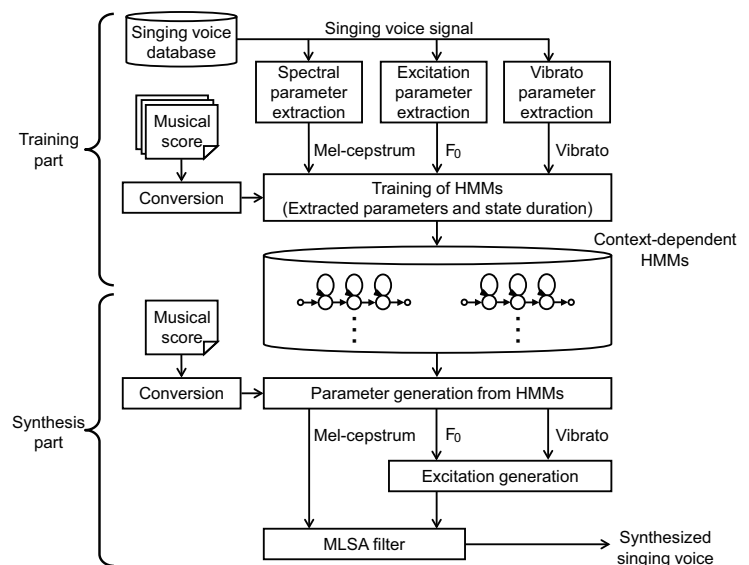 Singing voice
database
Singing voice signal
Spectral
parameter
extraction
Excitation
parameter
extraction
Vibrato
parameter
extraction
Training
part
Musical
score
Mel-cepstrum
F₀
Vibrato
Conversion
Training of HMMs
(Extracted parameters and state duration)
Context-dependent
HMMs
Musical
score
Synthesis
part
Conversion
Parameter generation from HMMs
Mel-cepstrum
F₀
Vibrato
Excitation generation
MLSA filter
Synthesized
singing voice